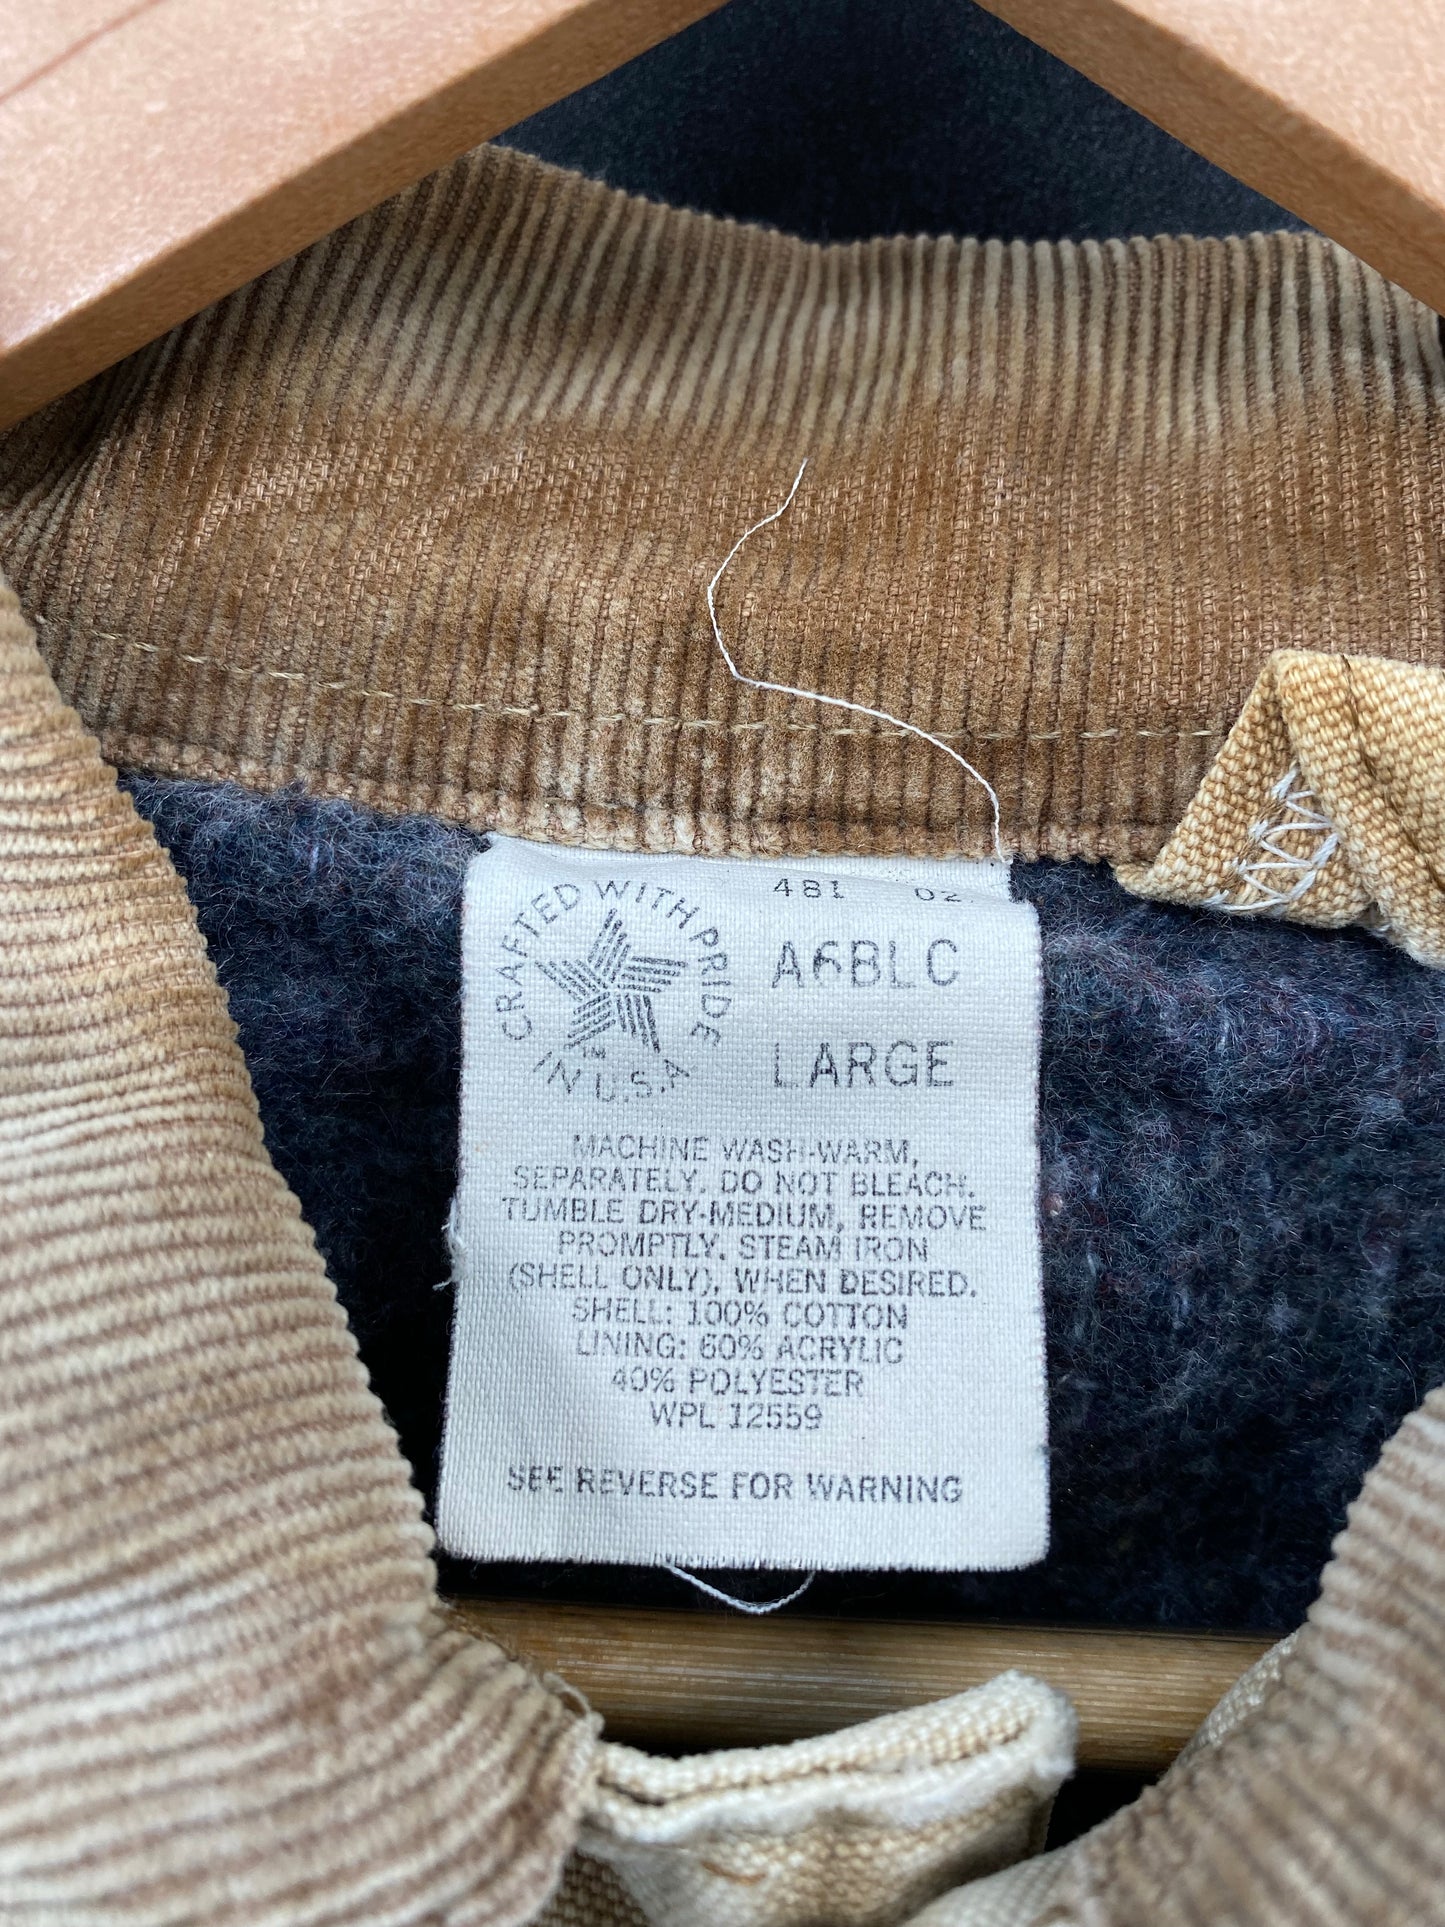 481 02
CRAFTED WITH PRIDE
IN U.S.A
A6BLC
LARGE
MACHINE WASH-WARM,
SEPARATELY. DO NOT BLEACH.
TUMBLE DRY-MEDIUM, REMOVE
PROMPTLY. STEAM IRON
(SHELL ONLY), WHEN DESIRED.
SHELL: 100% COTTON
LINING: 60% ACRYLIC
40% POLYESTER
WPL 12559
SEE REVERSE FOR WARNING